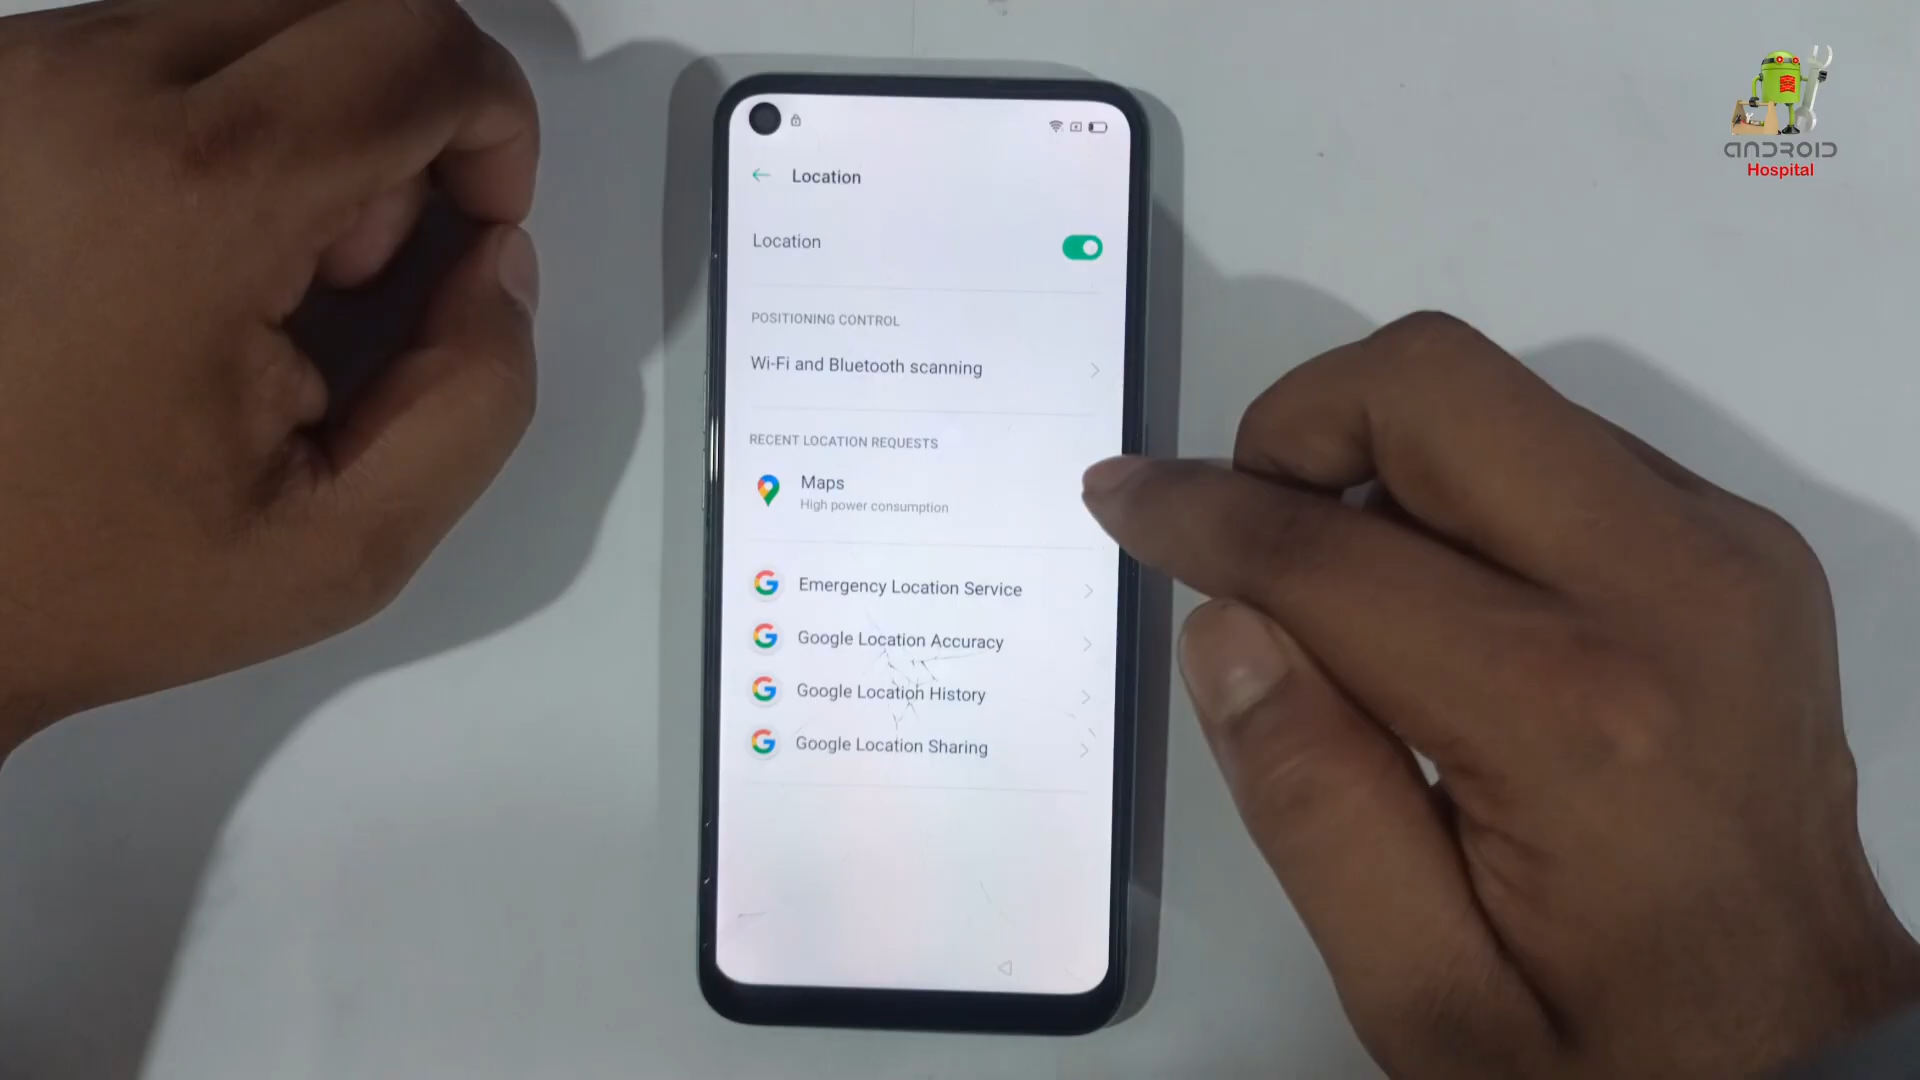 Location
Location
POSITIONING CONTROL
Wi-Fi and Bluetooth scanning
RECENT LOCATION REQUESTS
Maps
High power consumption
Emergency Location Service
Google Location Accuracy
Google Location History
Google Location Sharing
ANDROID
Hospital